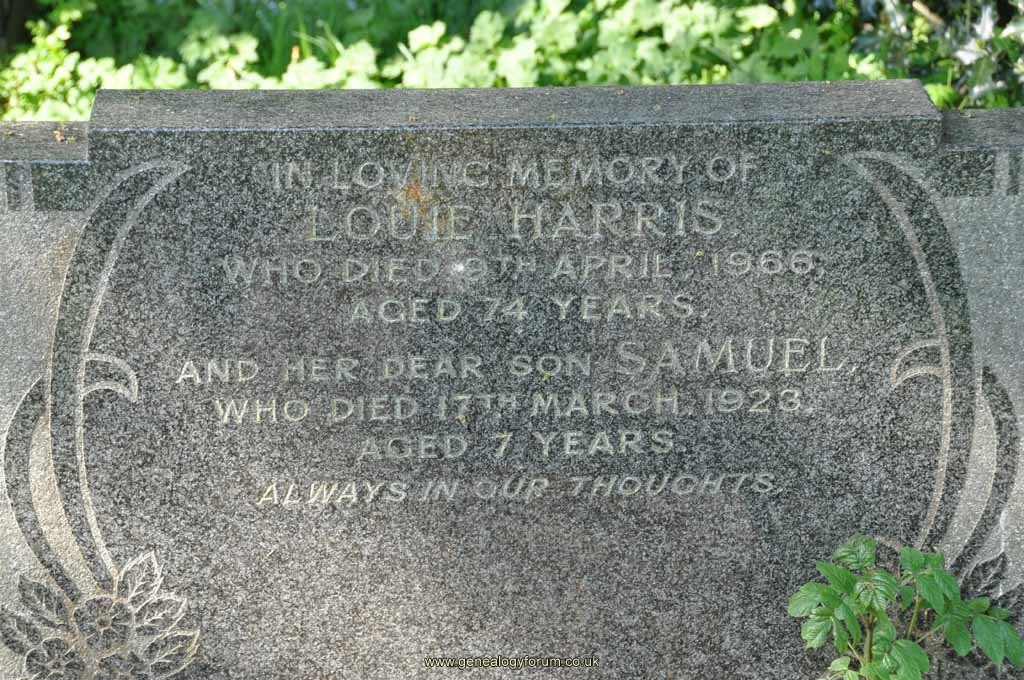 IN LOVING MEMORY OF
LOUIE HARRIS
WHO DIED 9TH APRIL, 1966,
AGED 74 YEARS.
AND HER DEAR SON SAMUEL,
WHO DIED 17TH MARCH, 1923,
AGED 7 YEARS.
ALWAYS IN OUR THOUGHTS.
www.genealogyforum.co.uk